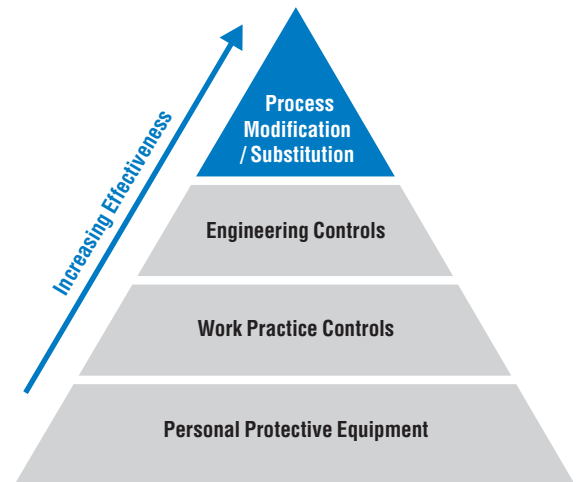 Increasing Effectiveness
Process
Modification
/ Substitution
Engineering Controls
Work Practice Controls
Personal Protective Equipment